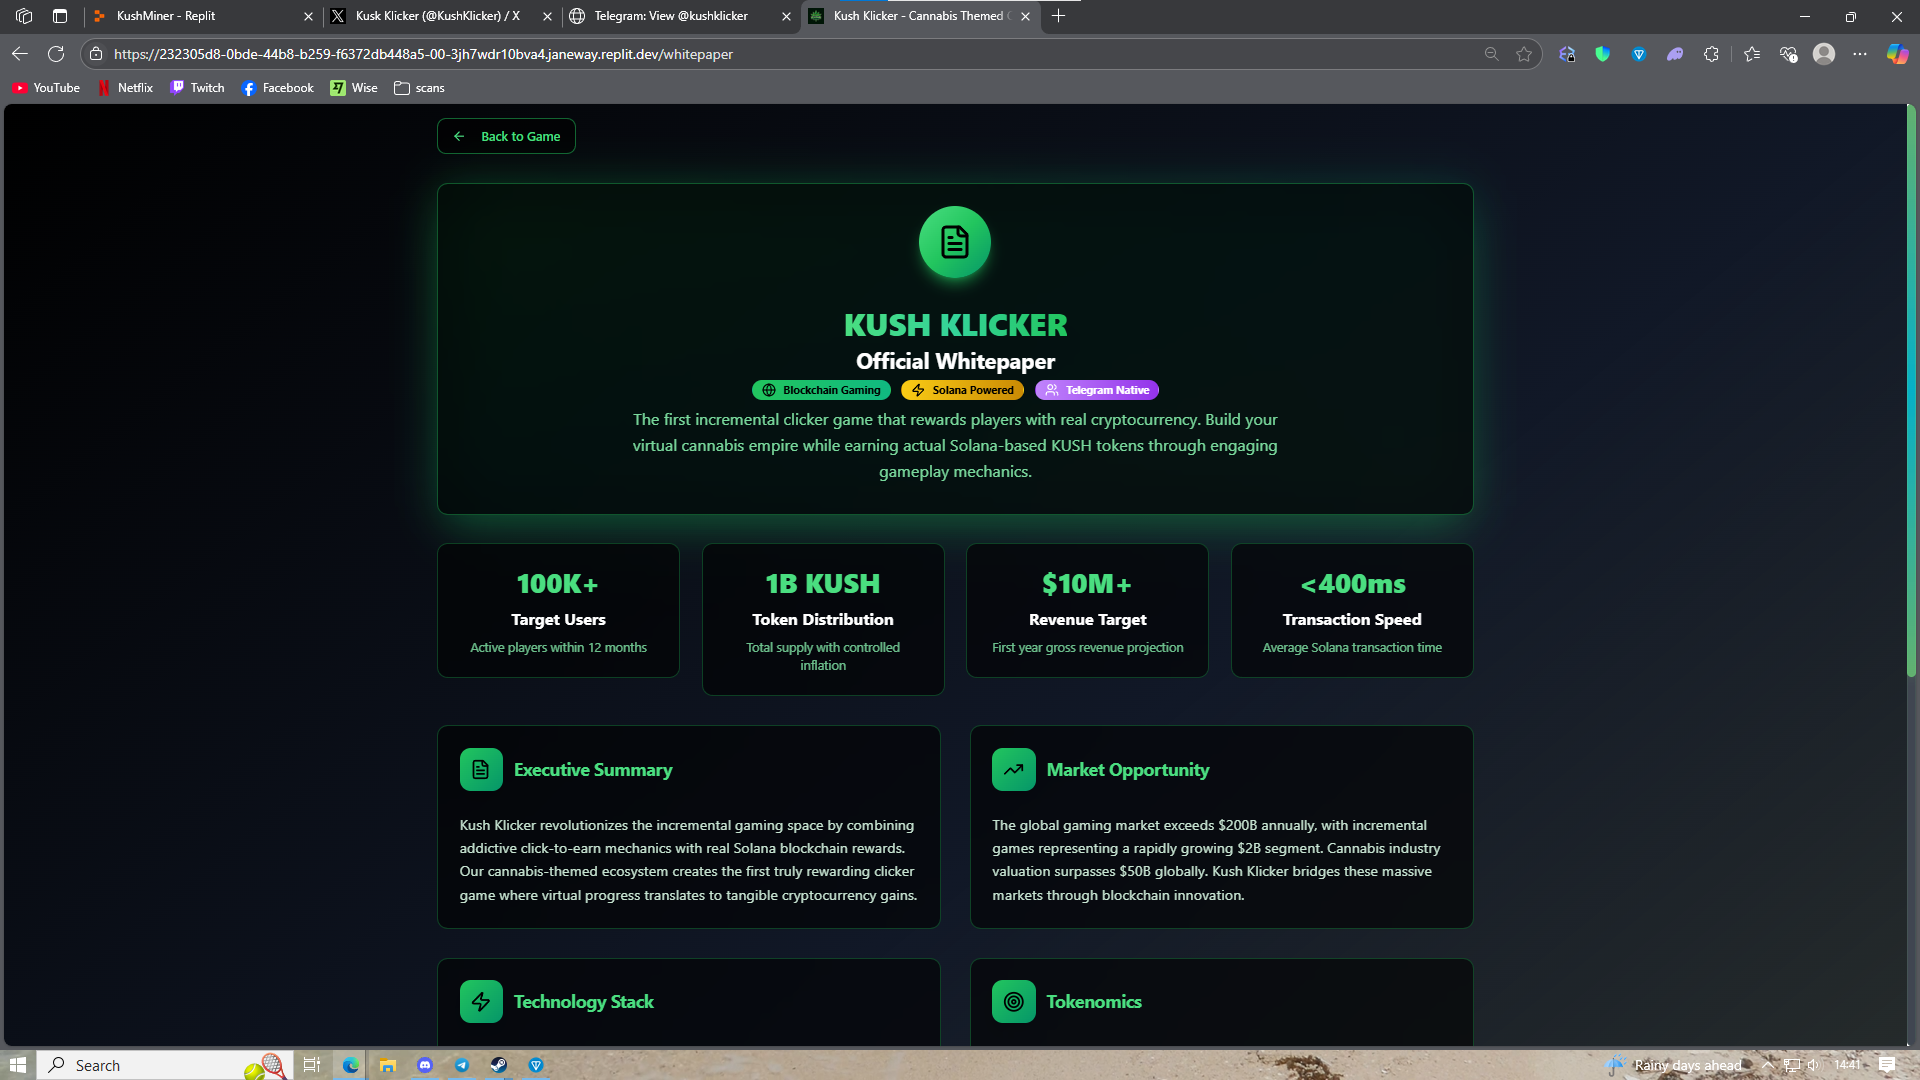 KushMiner - Replit
Kusk Klicker (@KushKlicker) / X
Telegram: View @kushklicker
Kush Klicker - Cannabis Themed
https://232305d8-0bde-44b8-b259-f6372db448a5-00-3jh7wdr10bva4.janeway.replit.dev/whitepaper
YouTube
Netflix
Twitch
Facebook
Wise
scans
Back to Game
KUSH KLICKER
Official Whitepaper
Blockchain Gaming
Solana Powered
Telegram Native
The first incremental clicker game that rewards players with real cryptocurrency. Build your
virtual cannabis empire while earning actual Solana-based KUSH tokens through engaging
gameplay mechanics.
100K+
Target Users
Active players within 12 months
1B KUSH
Token Distribution
Total supply with controlled
inflation
$10M+
Revenue Target
First year gross revenue projection
<400ms
Transaction Speed
Average Solana transaction time
Executive Summary
Kush Klicker revolutionizes the incremental gaming space by combining
addictive click-to-earn mechanics with real Solana blockchain rewards.
Our cannabis-themed ecosystem creates the first truly rewarding clicker
game where virtual progress translates to tangible cryptocurrency gains.
Market Opportunity
The global gaming market exceeds $200B annually, with incremental
games representing a rapidly growing $2B segment. Cannabis industry
valuation surpasses $50B globally. Kush Klicker bridges these massive
markets through blockchain innovation.
Technology Stack
Tokenomics
Search
Rainy days ahead
14:41